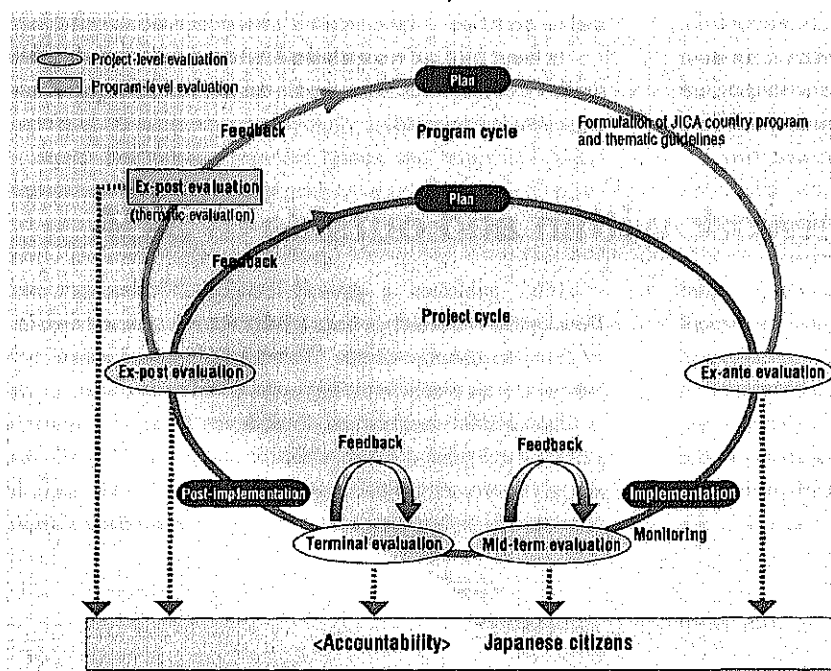 Project-level evaluation
Program-level evaluation
Plan
Feedback
Program cycle
Formulation of JICA country program
and thematic guidelines
Ex-post evaluation
(thematic evaluation)
Plan
Feedback
Project cycle
Ex-post evaluation
Ex-ante evaluation
Feedback
Feedback
Post-implementation
Implementation
Terminal evaluation
Mid-term evaluation
Monitoring
<Accountability> Japanese citizens